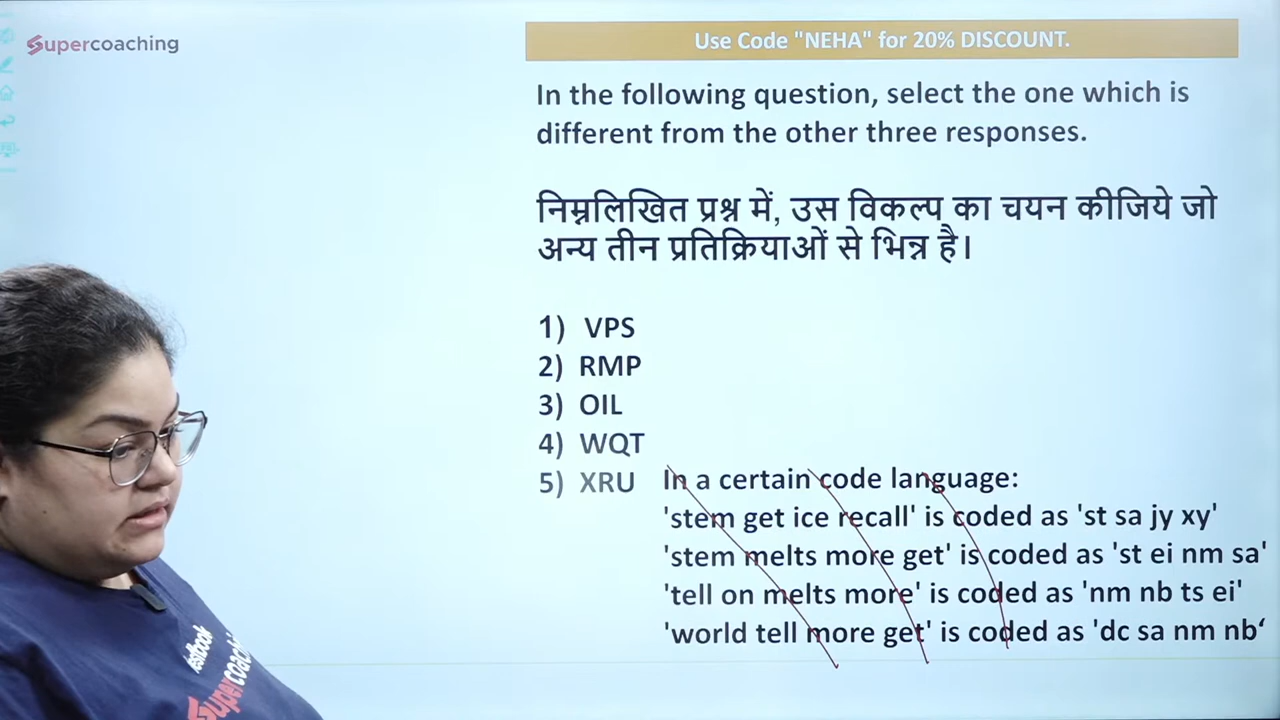 Supercoaching
Use Code "NEHA" for 20% DISCOUNT.
In the following question, select the one which is
different from the other three responses.
निम्नलिखित प्रश्न में, उस विकल्प का चयन कीजिये जो
अन्य तीन प्रतिक्रियाओं से भिन्न है।
1) VPS
2) RMP
3) OIL
4) WQT
5) XRU
In a certain code language:
'stem get ice recall' is coded as 'st sa jy xy'
'stem melts more get' is coded as 'st ei nm sa'
'tell on melts more' is coded as 'nm nb ts ei'
'world tell more get' is coded as 'dc sa nm nb‘
testbook
Supercoachi